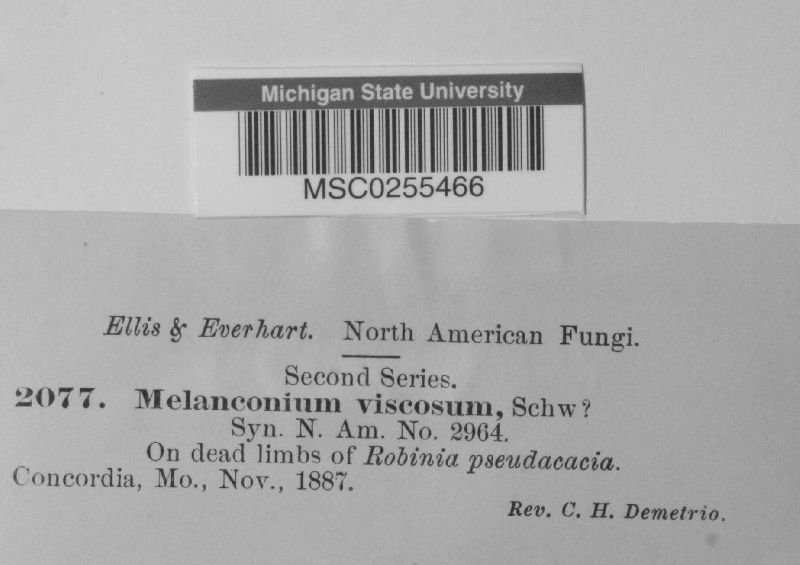 Michigan State University
MSC0255466
Ellis & Everhart. North American Fungi.
Second Series.
2077. Melanconium viscosum, Schw?
Syn. N. Am. No. 2964.
On dead limbs of Robinia pseudacacia.
Concordia, Mo., Nov., 1887.
Rev. C. H. Demetrio.